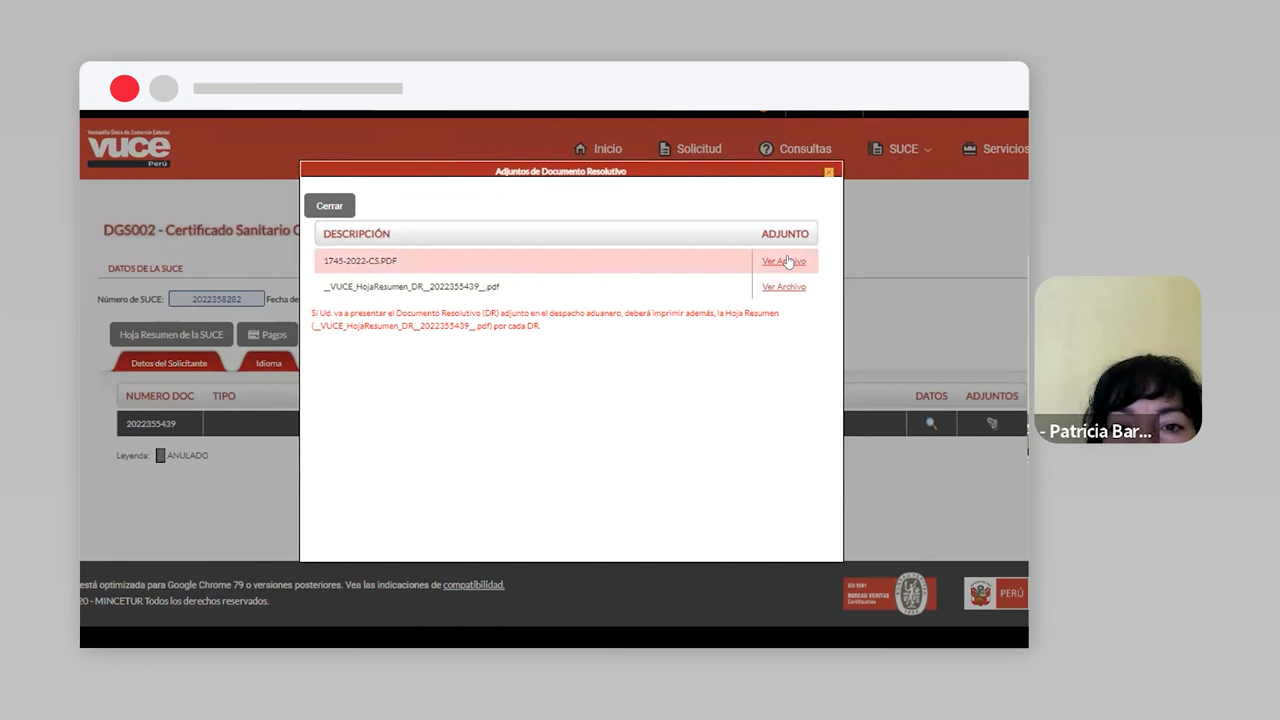 Ventanilla Única de Comercio Exterior
vuce
Perú
Inicio
Solicitud
Consultas
SUCE
Servicios
Adjuntos de Documento Resolutivo
Cerrar
DESCRIPCIÓN ADJUNTO
1745-2022-CS.PDF Ver Archivo
__VUCE_HojaResumen_DR__2022355439__.pdf Ver Archivo
Si Ud. va a presentar el Documento Resolutivo (DR) adjunto en el despacho aduanero, deberá imprimir además, la Hoja Resumen
(__VUCE_HojaResumen_DR__2022355439__.pdf) por cada DR.
DGS002 - Certificado Sanitario
DATOS DE LA SUCE
Número de SUCE: 2022358282 Fecha de
Hoja Resumen de la SUCE Pagos
Datos del Solicitante Idioma
NUMERO DOC TIPO DATOS ADJUNTOS
2022355439
Leyenda: ANULADO
- Patricia Bar...
está optimizada para Google Chrome 79 o versiones posteriores. Vea las indicaciones de compatibilidad.
20 - MINCETUR Todos los derechos reservados.
ISO 9001
BUREAU VERITAS
Certification
PERÚ